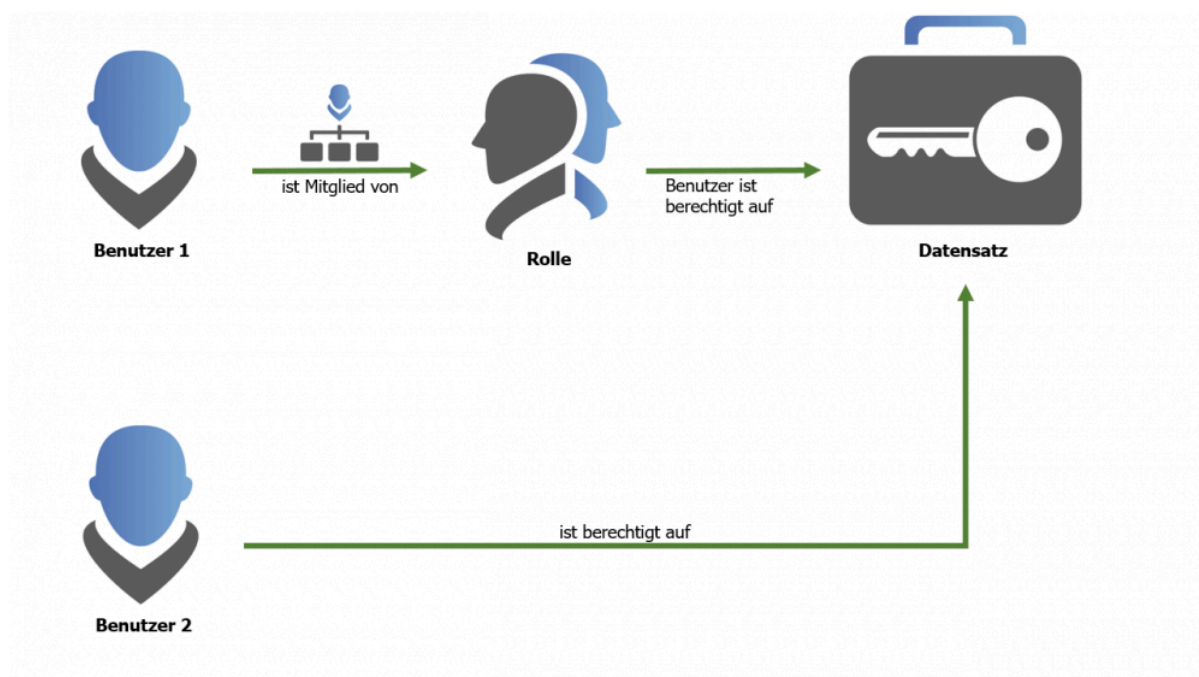 ist Mitglied von
Benutzer ist
berechtigt auf
Benutzer 1
Rolle
Datensatz
ist berechtigt auf
Benutzer 2